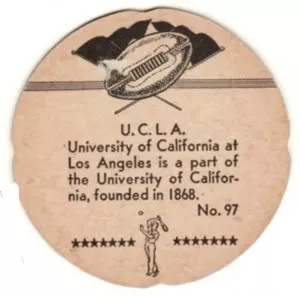 U. C. L. A.
University of California at
Los Angeles is a part of
the University of Califor-
nia, founded in 1868.
No. 97